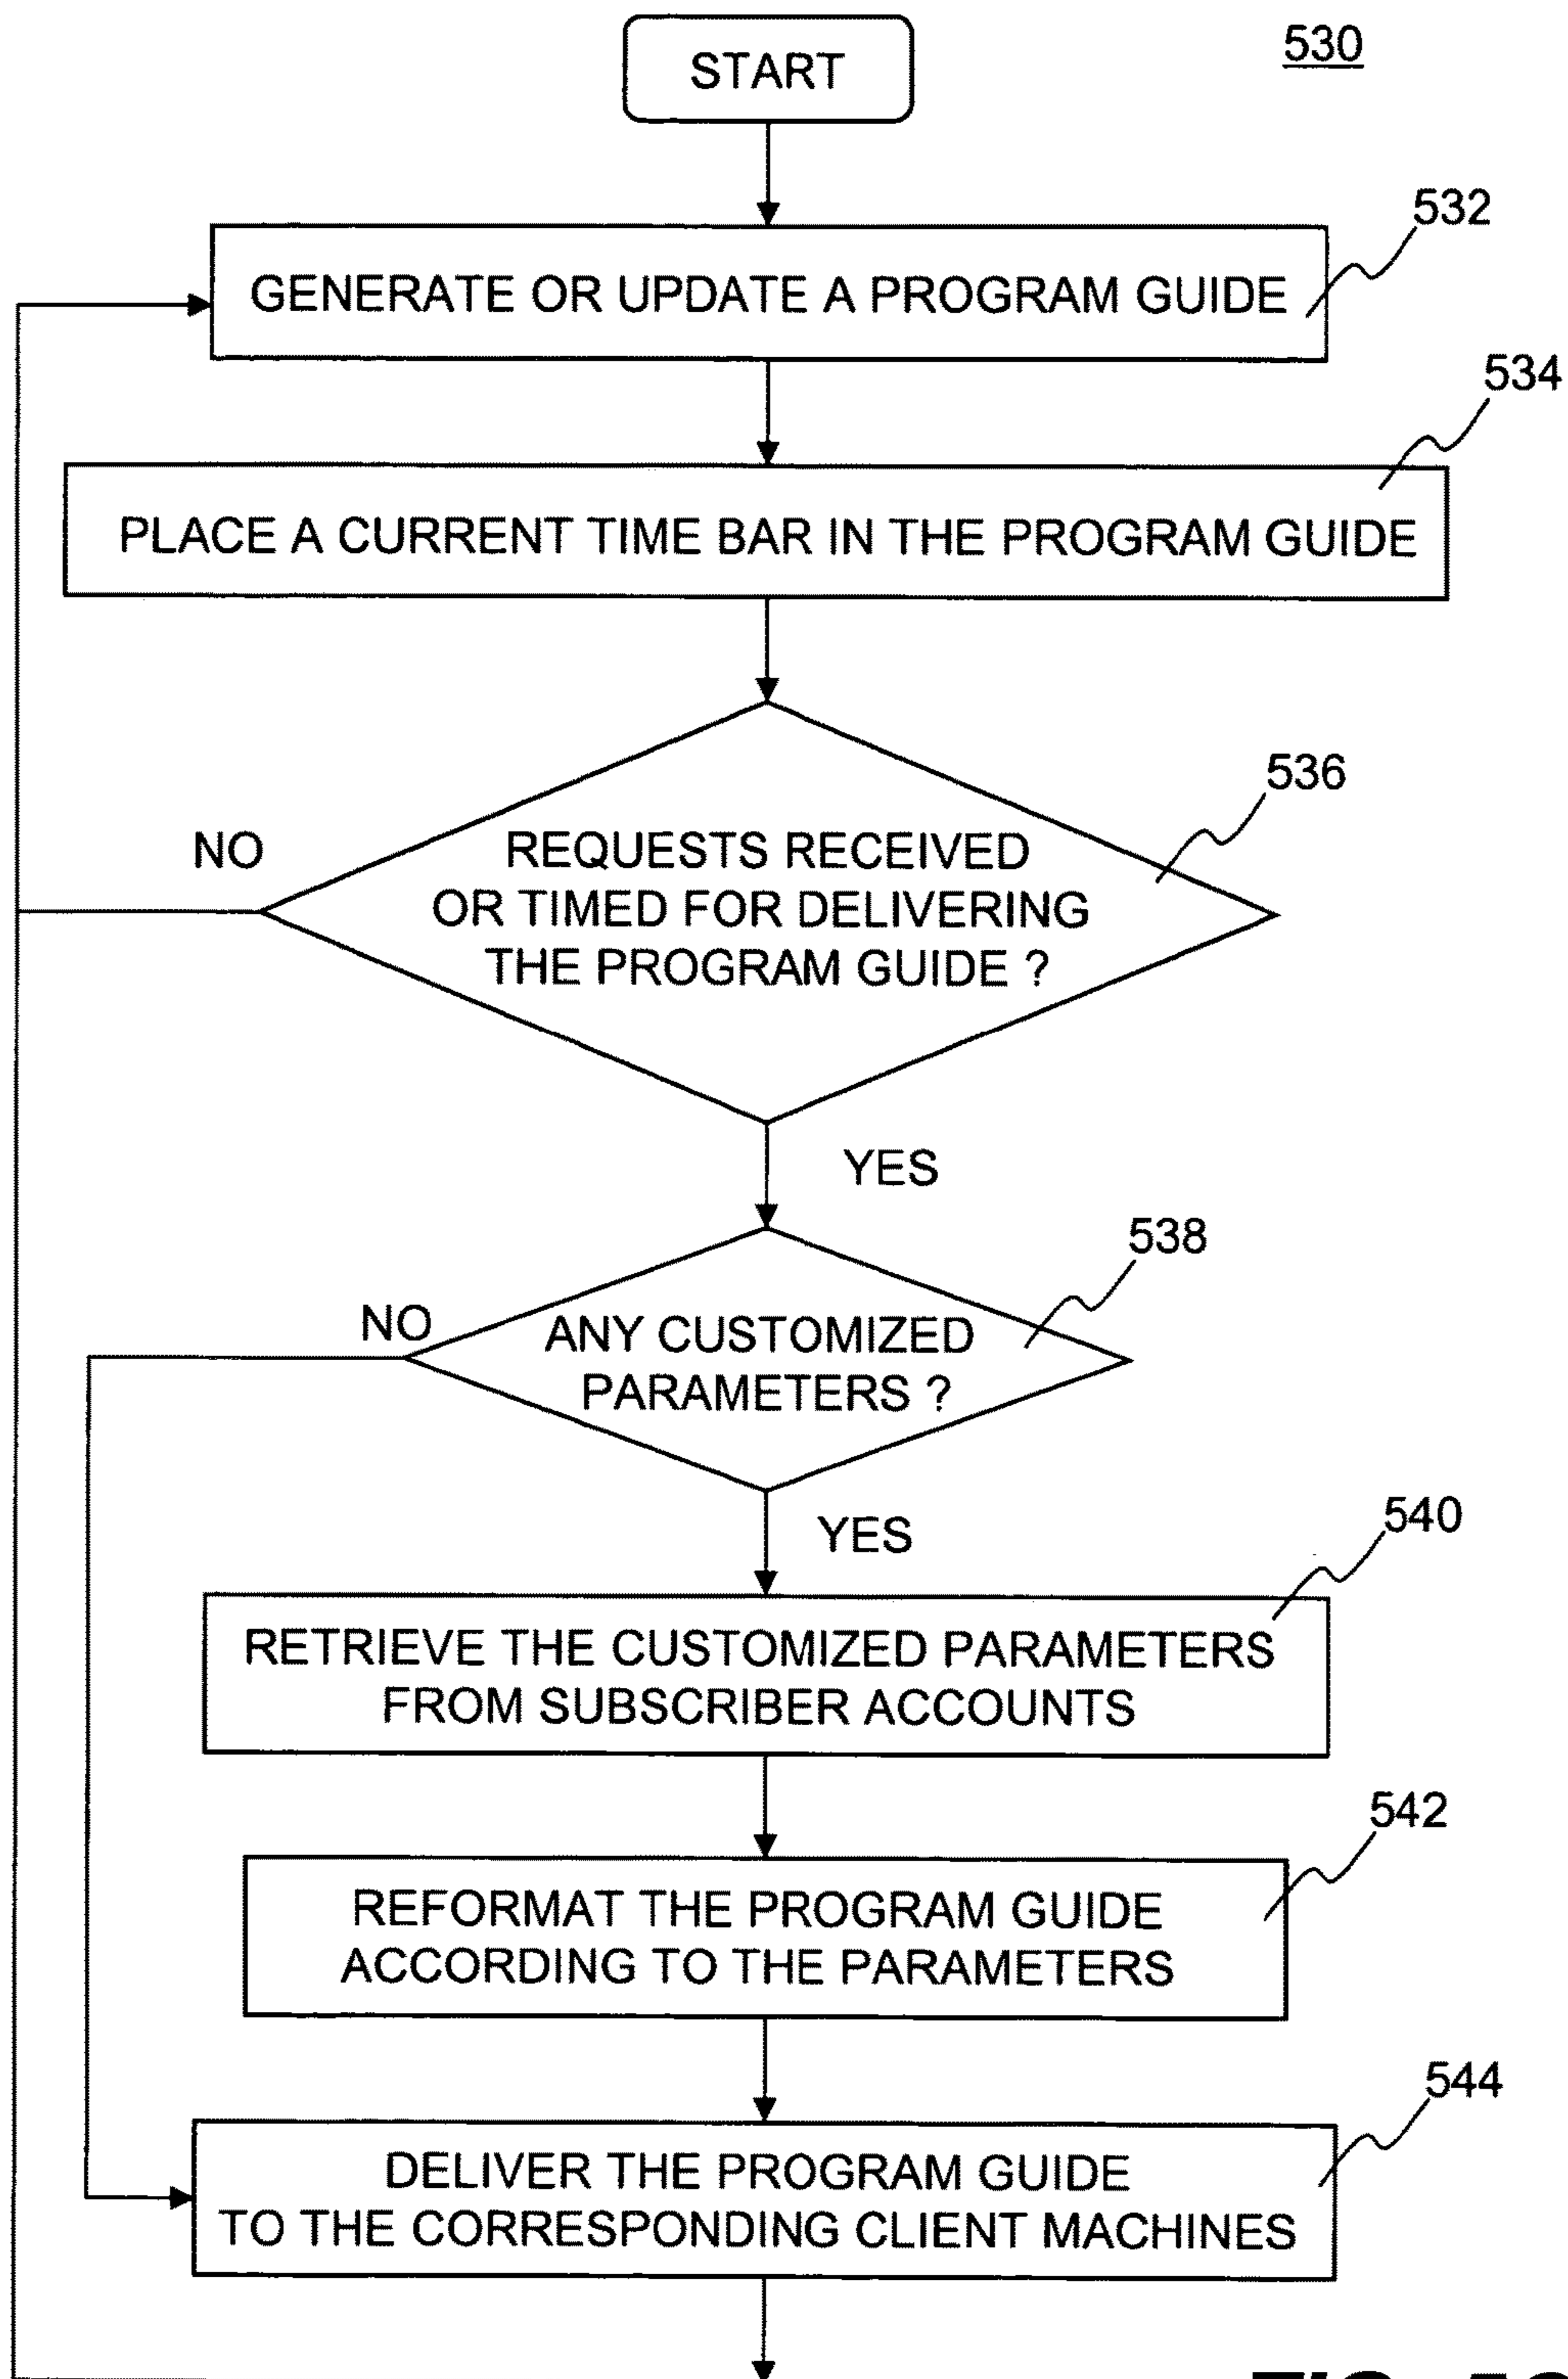 START
530
532
GENERATE OR UPDATE A PROGRAM GUIDE
534
PLACE A CURRENT TIME BAR IN THE PROGRAM GUIDE
536
NO
REQUESTS RECEIVED
OR TIMED FOR DELIVERING
THE PROGRAM GUIDE ?
YES
538
NO
ANY CUSTOMIZED
PARAMETERS ?
YES
540
RETRIEVE THE CUSTOMIZED PARAMETERS
FROM SUBSCRIBER ACCOUNTS
542
REFORMAT THE PROGRAM GUIDE
ACCORDING TO THE PARAMETERS
544
DELIVER THE PROGRAM GUIDE
TO THE CORRESPONDING CLIENT MACHINES